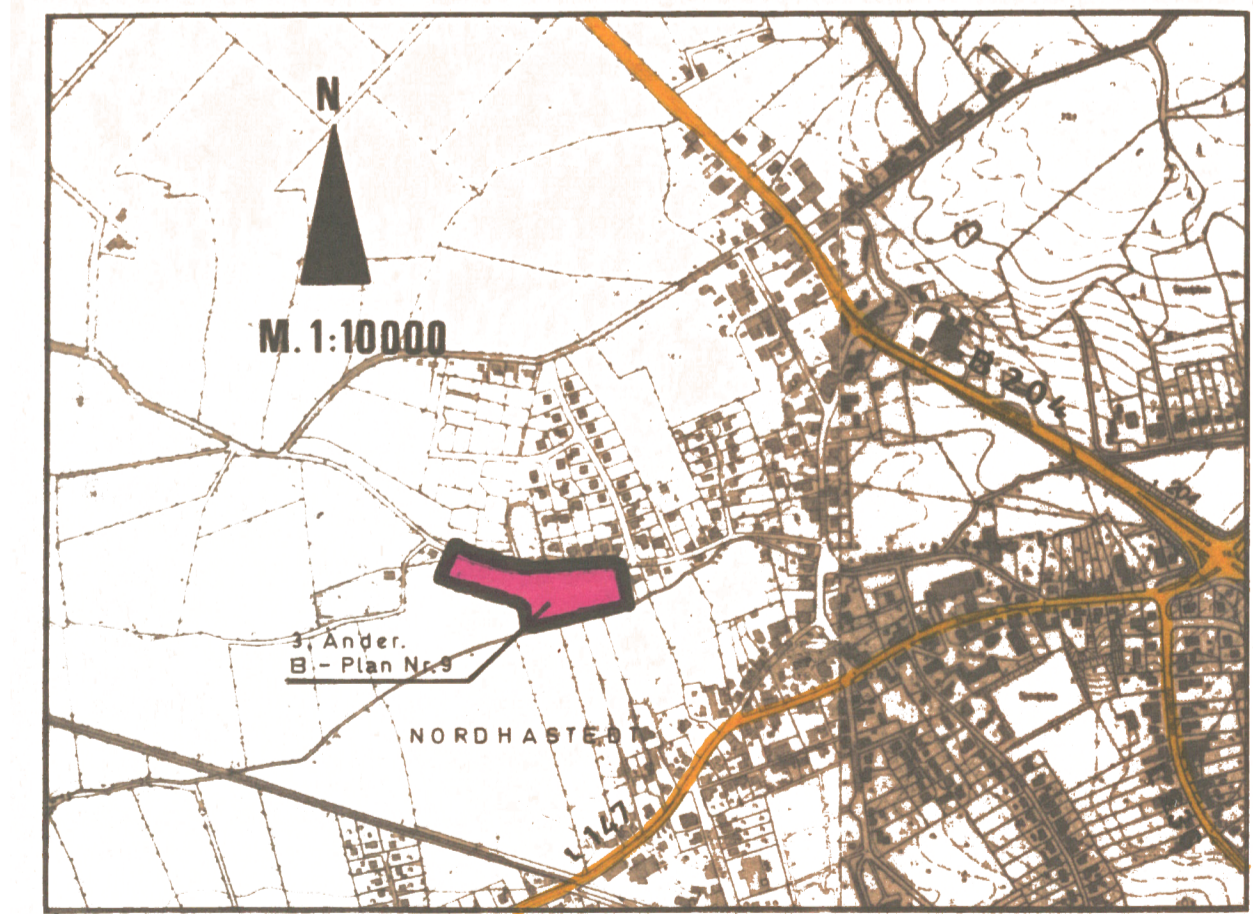 N
M. 1:10000
B 204
3. Änder.
B - Plan Nr. 9
NORDHASTEDT
L 147